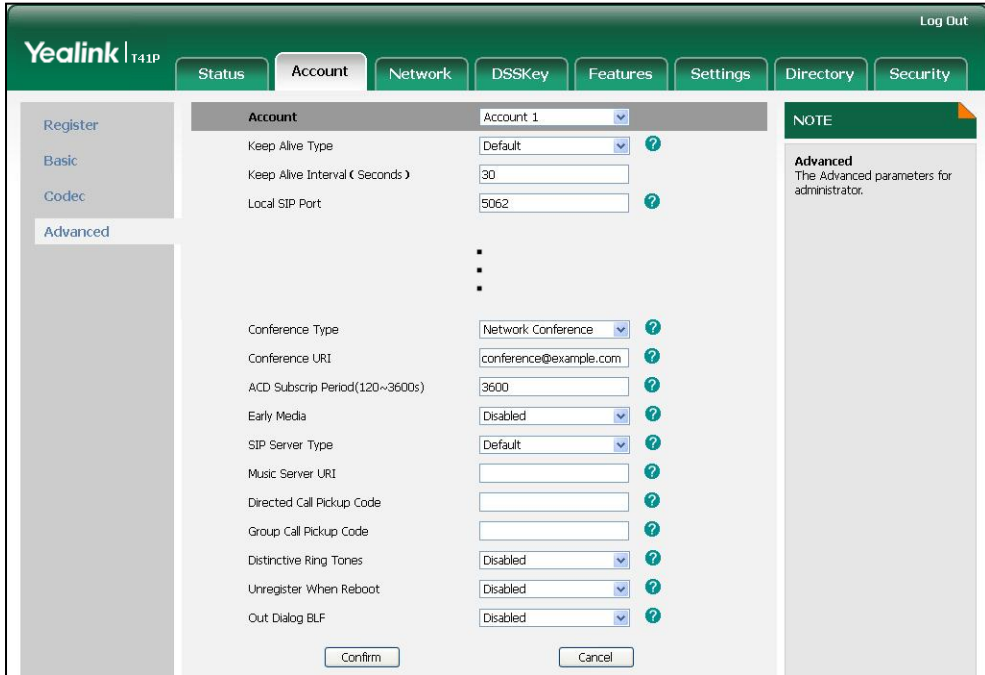 Log Out
Yealink T41P
Status Account Network DSSKey Features Settings Directory Security
Register
Basic
Codec
Advanced
Account Account 1
Keep Alive Type Default ?
Keep Alive Interval ( Seconds ) 30
Local SIP Port 5062 ?
Conference Type Network Conference ?
Conference URI conference@example.com ?
ACD Subscrip Period(120~3600s) 3600 ?
Early Media Disabled ?
SIP Server Type Default ?
Music Server URI ?
Directed Call Pickup Code ?
Group Call Pickup Code ?
Distinctive Ring Tones Disabled ?
Unregister When Reboot Disabled ?
Out Dialog BLF Disabled ?
Confirm Cancel
NOTE
Advanced
The Advanced parameters for
administrator.